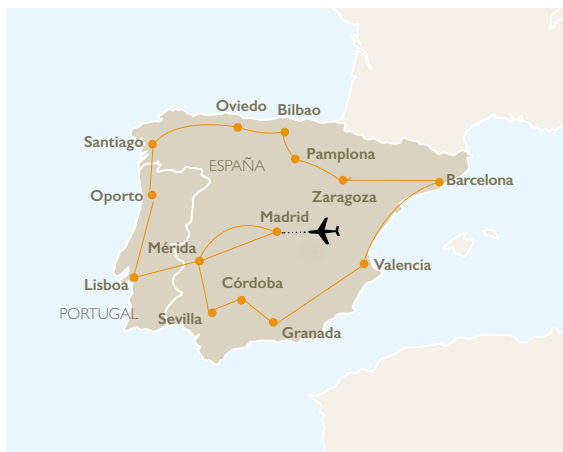 Oviedo
Bilbao
Santiago
Pamplona
ESPAÑA
Barcelona
Oporto
Zaragoza
Madrid
Mérida
Valencia
Lisboa
Córdoba
PORTUGAL
Sevilla
Granada